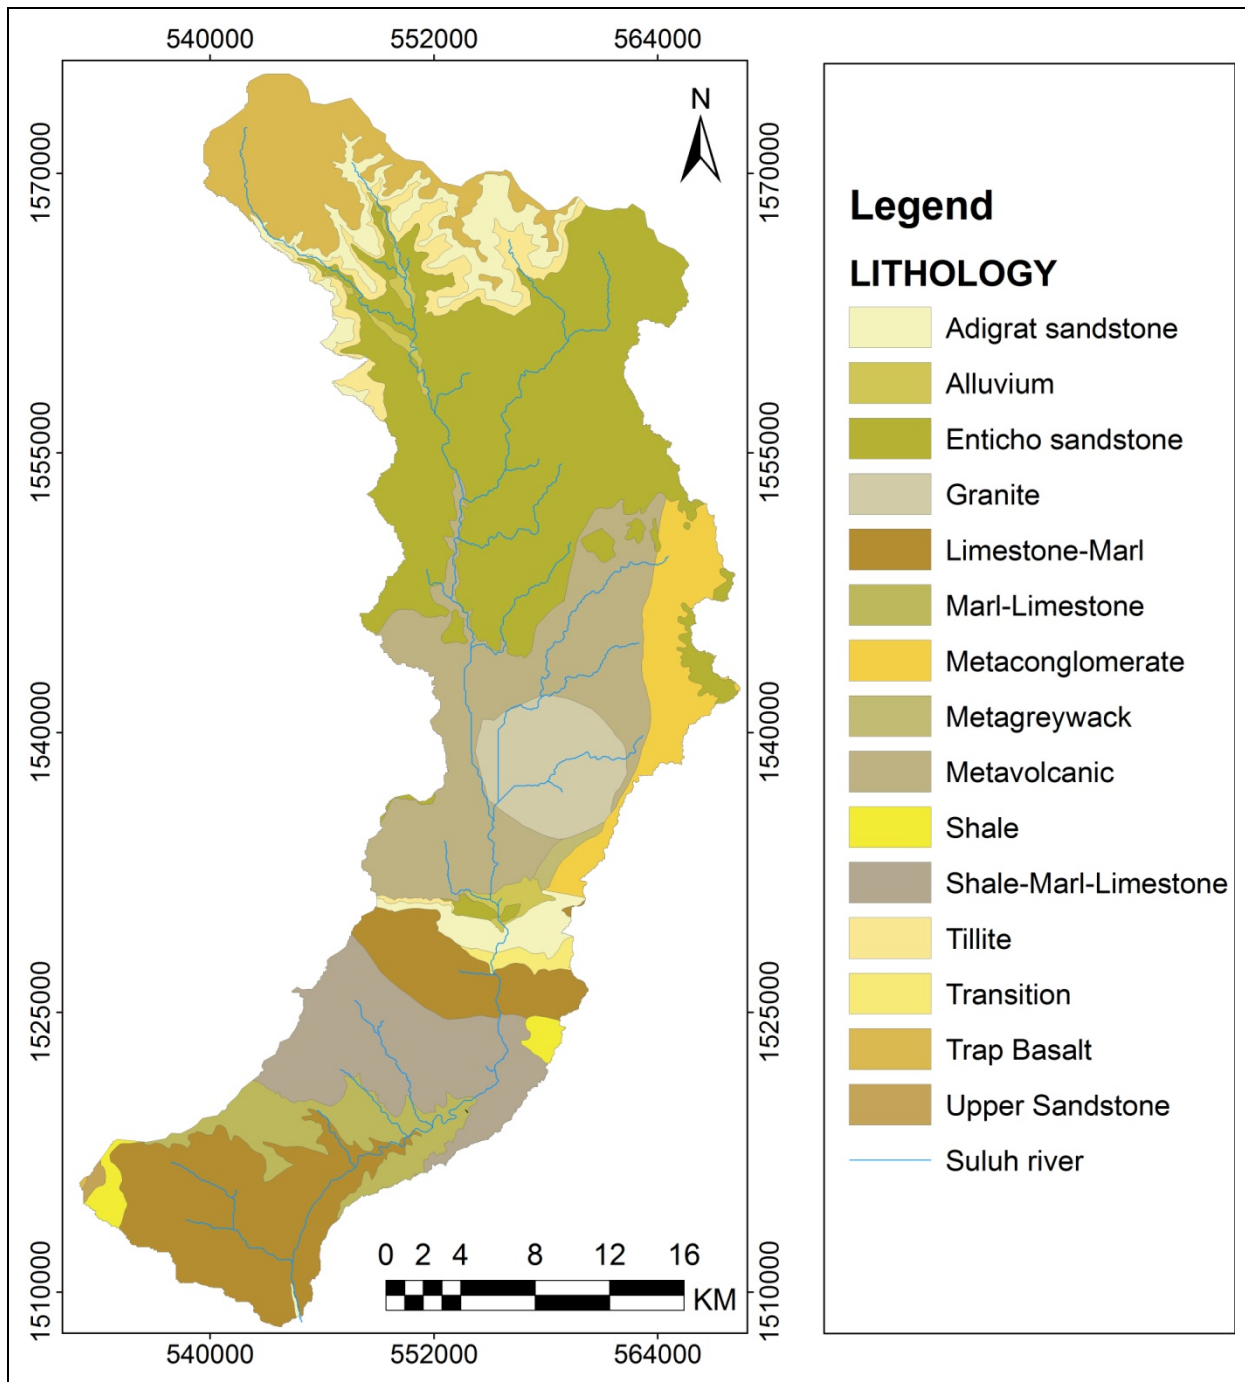 540000 552000 564000
N
1570000 1570000
1555000 1555000
1540000 1540000
1525000 1525000
1510000 1510000
0 2 4 8 12 16
KM
540000 552000 564000
Legend
LITHOLOGY
Adigrat sandstone
Alluvium
Enticho sandstone
Granite
Limestone-Marl
Marl-Limestone
Metaconglomerate
Metagreywack
Metavolcanic
Shale
Shale-Marl-Limestone
Tillite
Transition
Trap Basalt
Upper Sandstone
Suluh river